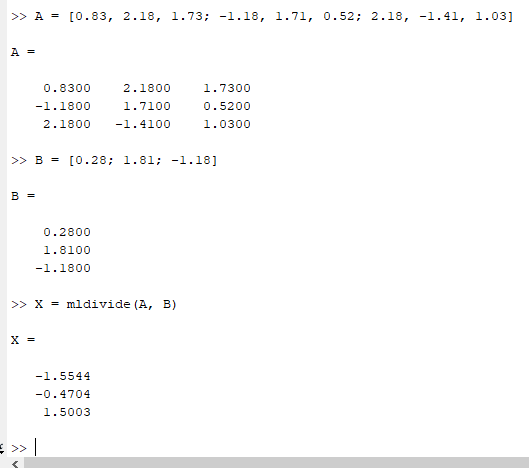 >> A = [0.83, 2.18, 1.73; -1.18, 1.71, 0.52; 2.18, -1.41, 1.03]
A =
0.8300 2.1800 1.7300
-1.1800 1.7100 0.5200
2.1800 -1.4100 1.0300
>> B = [0.28; 1.81; -1.18]
B =
0.2800
1.8100
-1.1800
>> X = mldivide(A, B)
X =
-1.5544
-0.4704
1.5003
>>